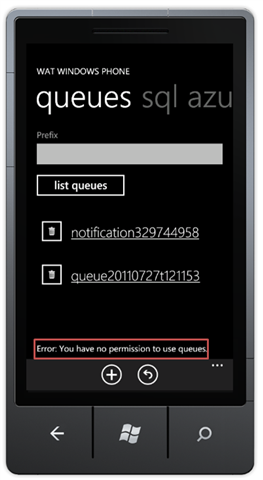 WAT WINDOWS PHONE
queues sql azu
Prefix
list queues
notification329744958
queue20110727t121153
Error: You have no permission to use queues.